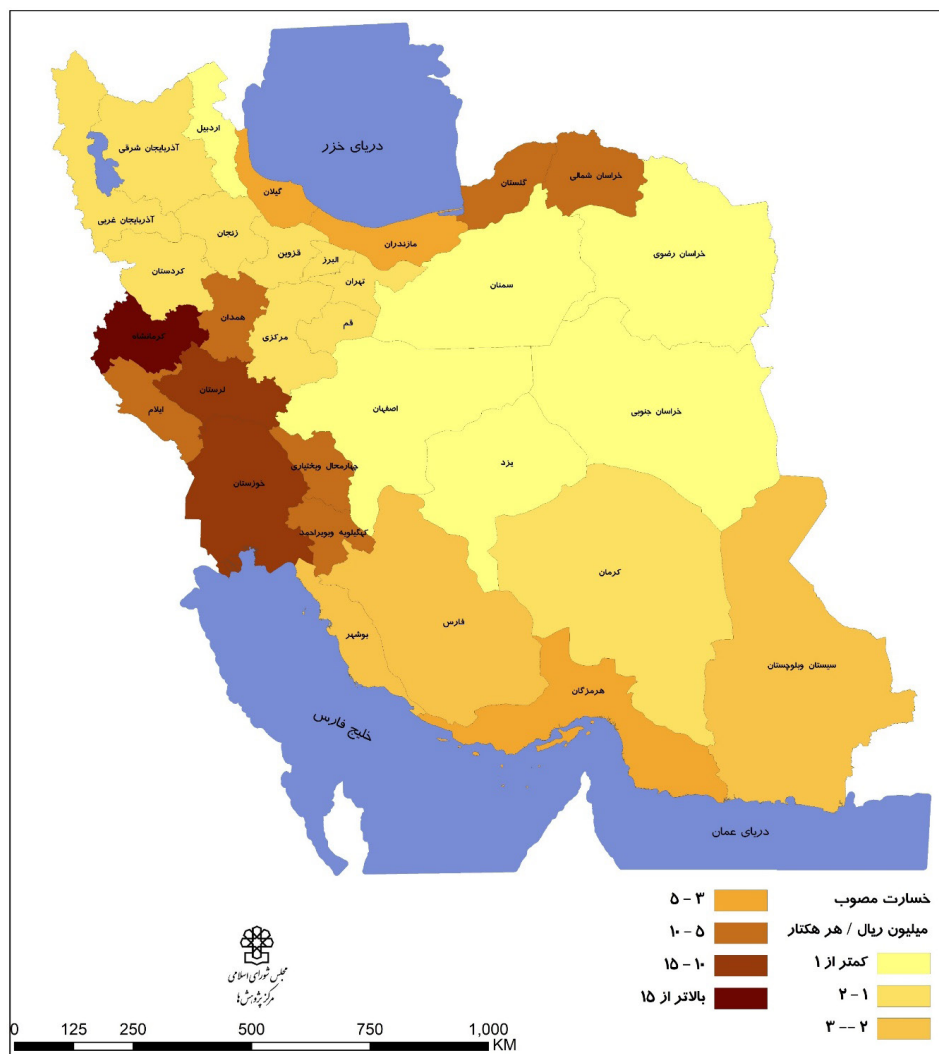 دریای خزر
اردبیل
آذربایجان شرقی
گیلان
گلستان
خراسان شمالی
آذربایجان غربی
زنجان
قزوین
البرز
مازندران
خراسان رضوی
کردستان
تهران
سمنان
همدان
قم
مرکزی
کرمانشاه
لرستان
ایلام
اصفهان
خراسان جنوبی
چهارمحال وبختیاری
یزد
خوزستان
کهگیلویه وبویراحمد
کرمان
فارس
بوشهر
سیستان وبلوچستان
هرمزگان
خلیج فارس
دریای عمان
خسارت مصوب
میلیون ریال / هر هکتار
کمتر از ۱
۱ - ۲
۲ -- ۳
۳ - ۵
۵ - ۱۰
۱۰ - ۱۵
بالاتر از ۱۵
مجلس شورای اسلامی
مرکز پژوهش‌ها
0 125 250 500 750 1,000
KM